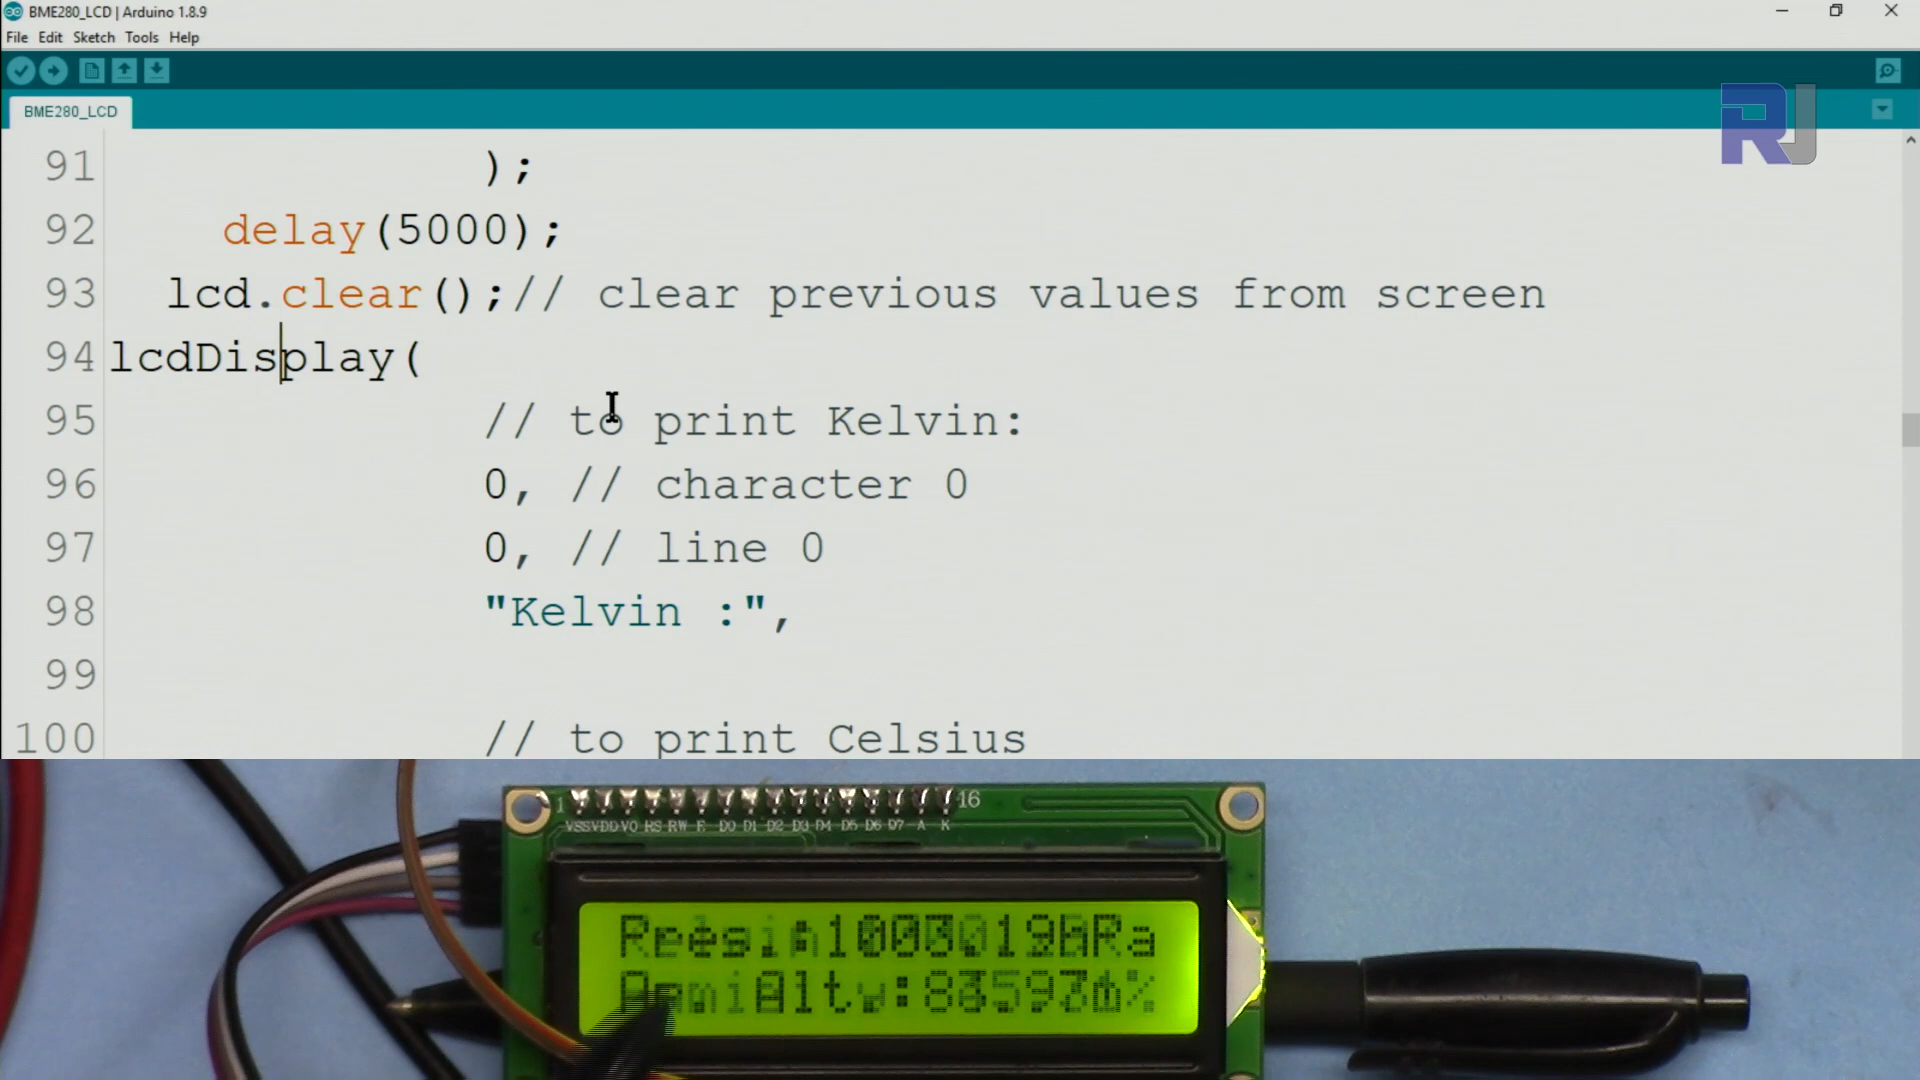 BME280_LCD | Arduino 1.8.9
File Edit Sketch Tools Help
RJ
BME280_LCD
91 );
92 delay(5000);
93 lcd.clear();// clear previous values from screen
94 lcdDisplay(
95 // to print Kelvin:
96 0, // character 0
97 0, // line 0
98 "Kelvin :",
99
100 // to print Celsius
1 16
VSS VDD V0 RS RW E D0 D1 D2 D3 D4 D5 D6 D7 A K